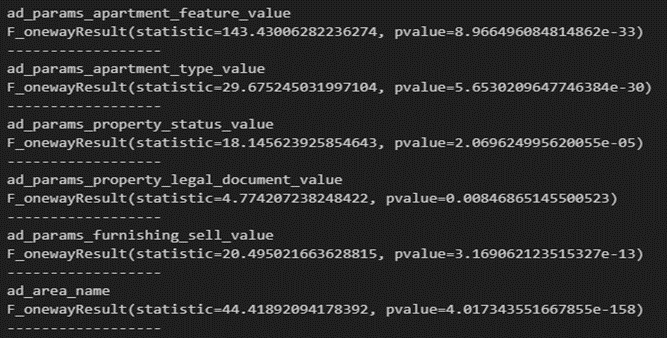 ad_params_apartment_feature_value
F_onewayResult(statistic=143.43006282236274, pvalue=8.966496084814862e-33)
------------------
ad_params_apartment_type_value
F_onewayResult(statistic=29.675245031997104, pvalue=5.6530209647746384e-30)
------------------
ad_params_property_status_value
F_onewayResult(statistic=18.145623925854643, pvalue=2.069624995620055e-05)
------------------
ad_params_property_legal_document_value
F_onewayResult(statistic=4.774207238248422, pvalue=0.00846865145500523)
------------------
ad_params_furnishing_sell_value
F_onewayResult(statistic=20.495021663628815, pvalue=3.169062123515327e-13)
------------------
ad_area_name
F_onewayResult(statistic=44.41892094178392, pvalue=4.017343551667855e-158)
------------------